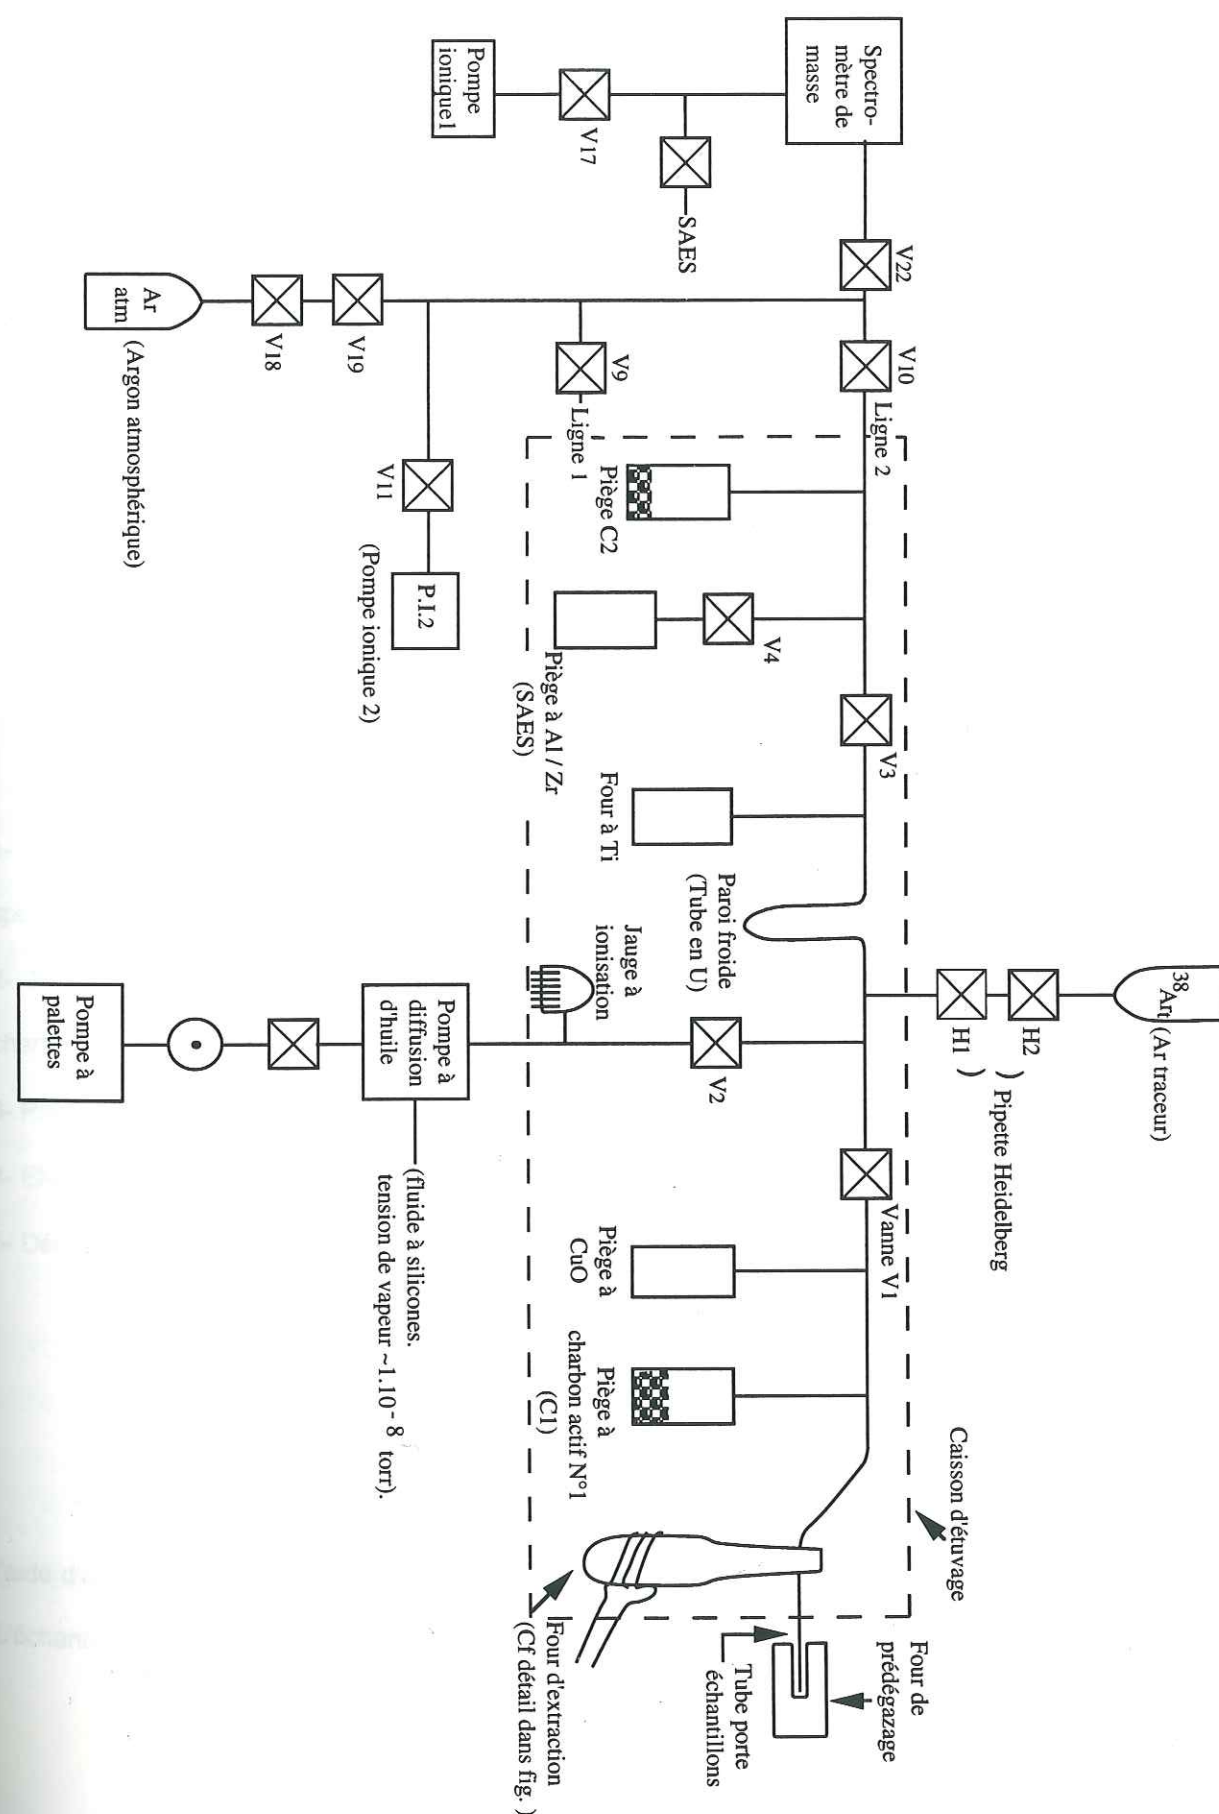 Spectro-
mètre de
masse
Pompe
ionique1
V17
SAES
V22
V10
Ligne 2
V9
Ligne 1
V19
V18
Ar
atm
(Argon atmosphérique)
V11
P.I.2
(Pompe ionique 2)
Piège C2
V4
Piège à Al / Zr
(SAES)
V3
Four à Ti
Paroi froide
(Tube en U)
38 Art (Ar traceur)
H2
H1
) Pipette Heidelberg
)
Jauge à
ionisation
V2
Pompe à
diffusion
d'huile
(fluide à silicones.
tension de vapeur ~1.10-8 torr).
Pompe à
palettes
Vanne V1
Piège à
CuO
Piège à
charbon actif N°1
(C1)
Caisson d'étuvage
Four d'extraction
(Cf détail dans fig. )
Tube porte
échantillons
Four de
prédégazage